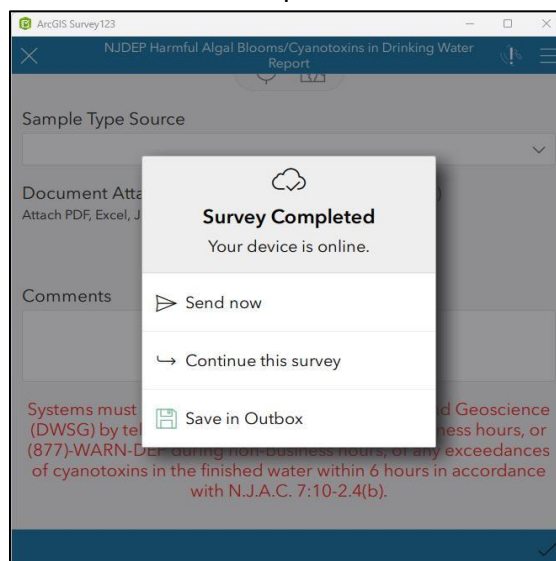 ArcGIS Survey123
NJDEP Harmful Algal Blooms/Cyanotoxins in Drinking Water
Report
Sample Type Source
Document Atta
Attach PDF, Excel, J
Survey Completed
Your device is online.
Send now
Comments
Continue this survey
Save in Outbox
Systems must d Geoscience
(DWSG) by tel ness hours, or
(877)-WARN-DEP during non-business hours, of any exceedances
of cyanotoxins in the finished water within 6 hours in accordance
with N.J.A.C. 7:10-2.4(b).